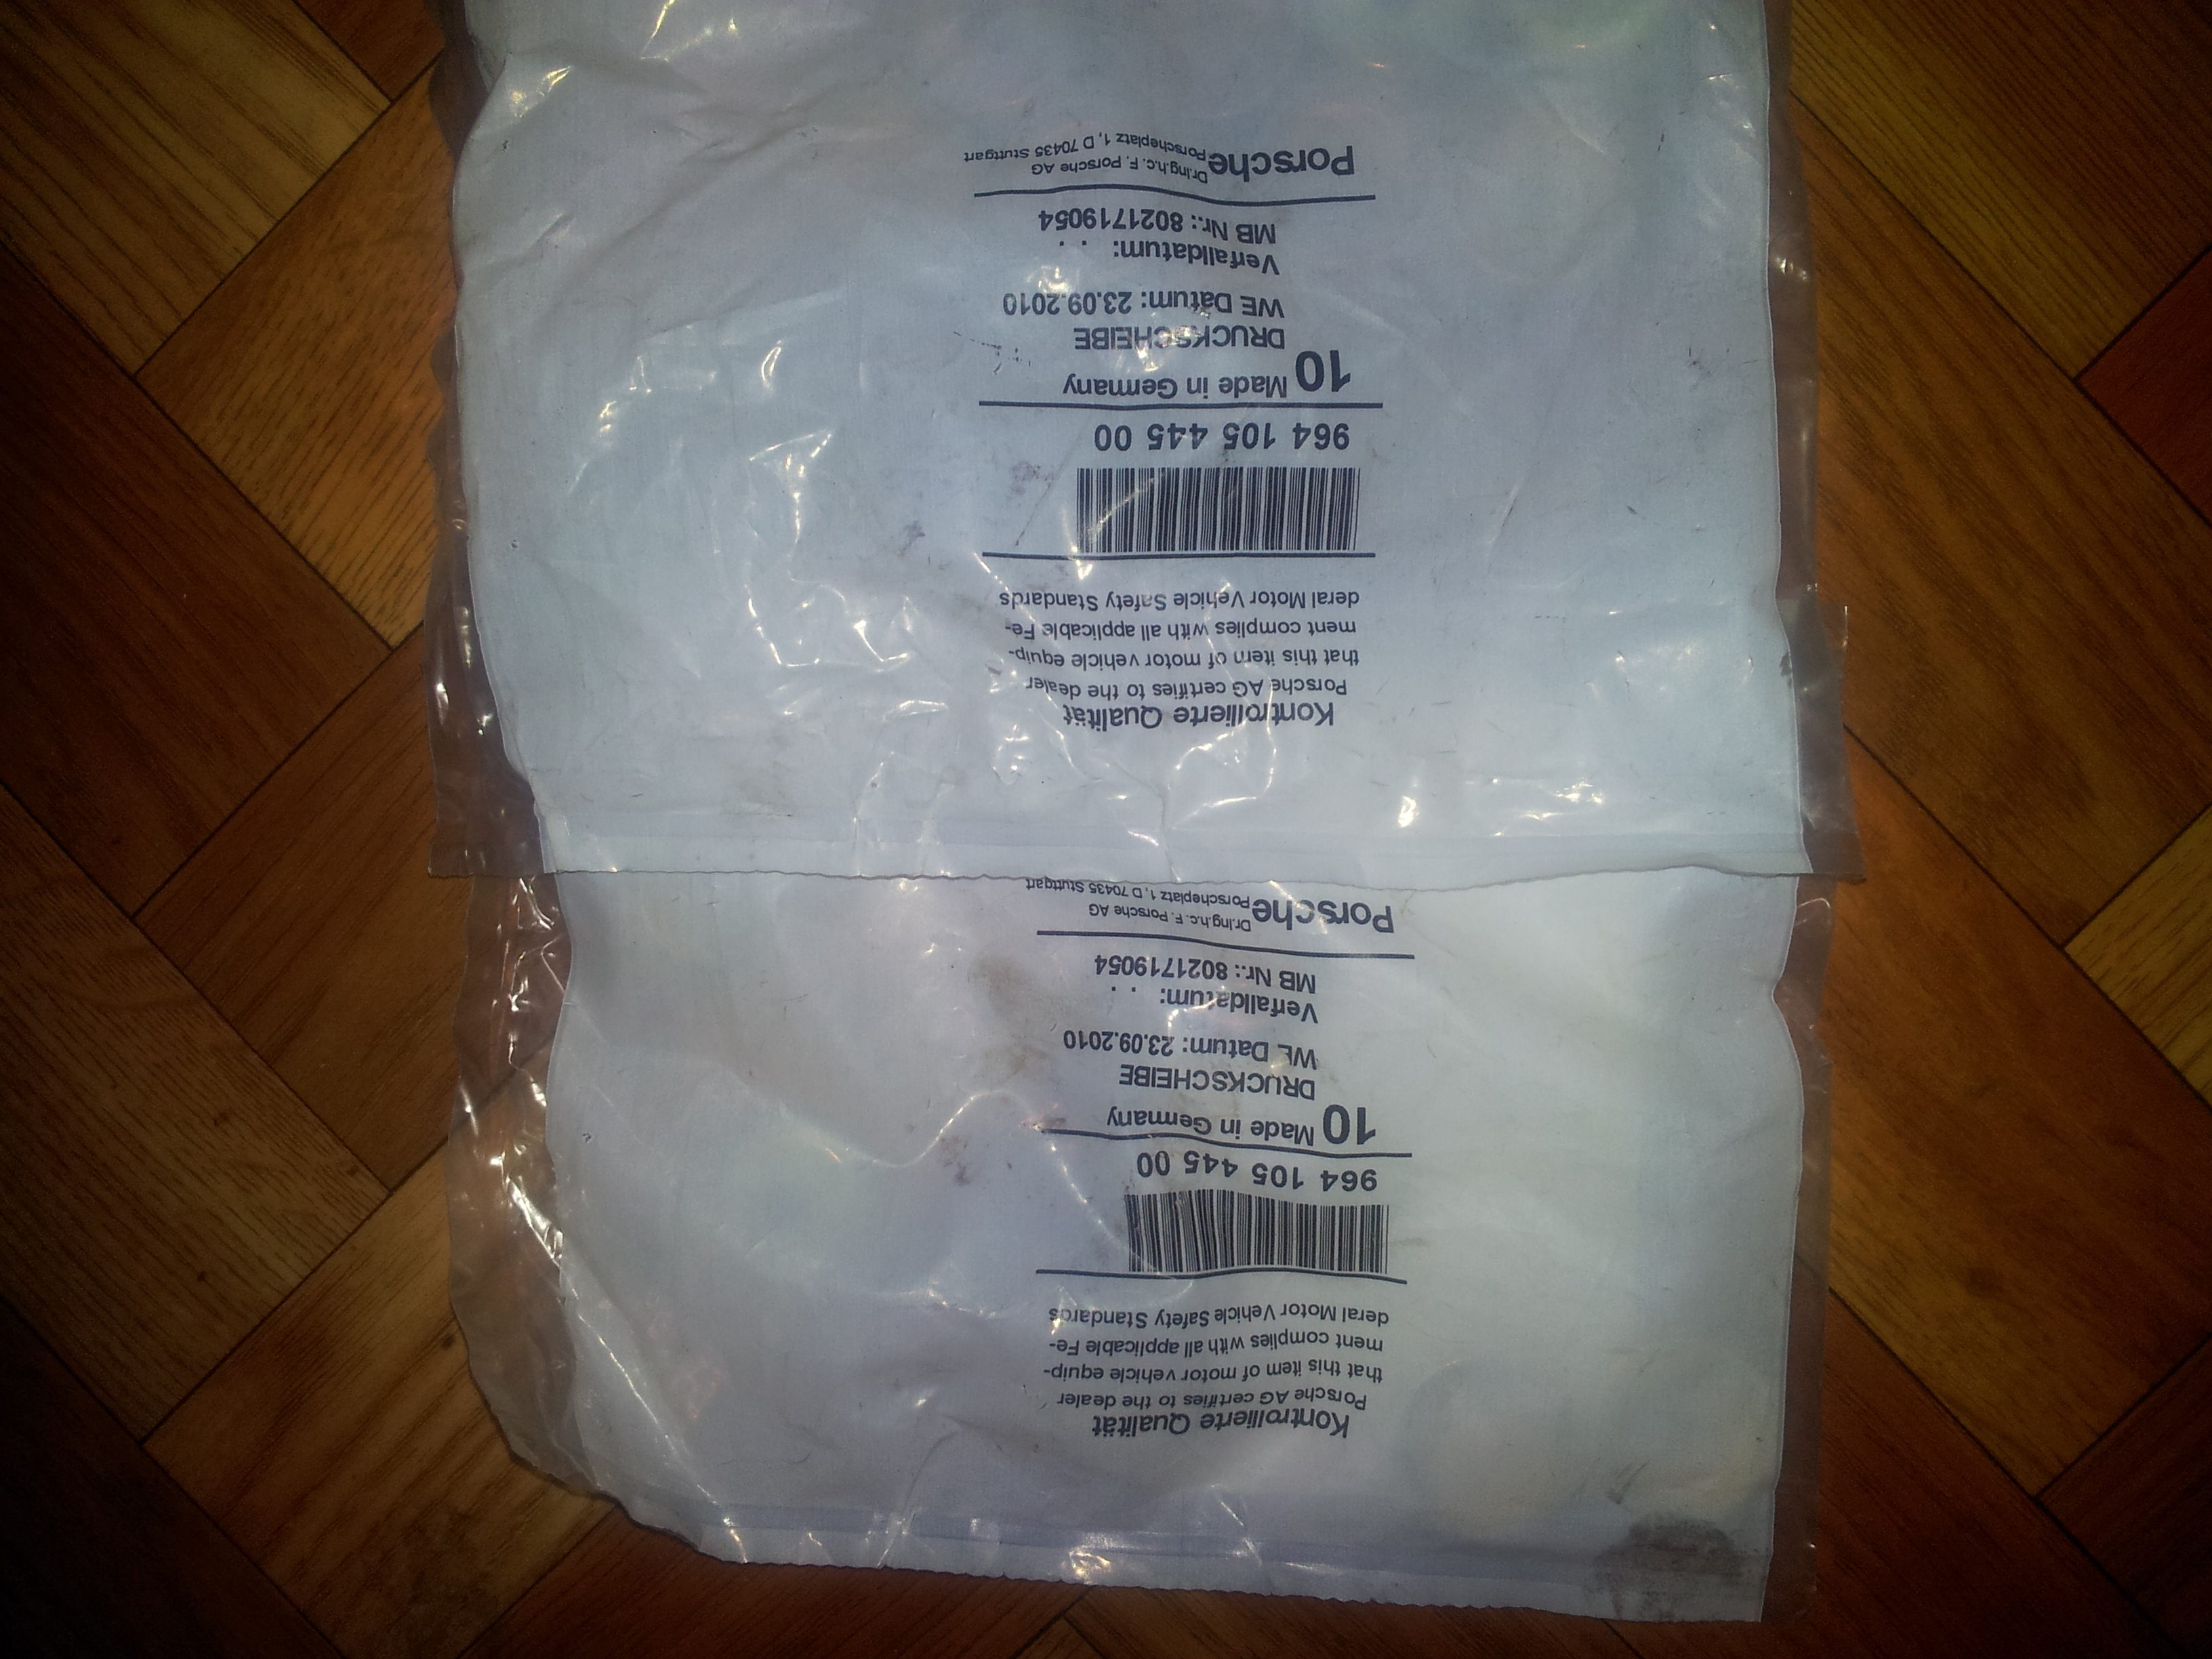 Kontrollierte Qualität
Porsche AG certifies to the dealer
that this item of motor vehicle equip-
ment complies with all applicable Fe-
deral Motor Vehicle Safety Standards
964 105 445 00
10 Made in Germany
DRUCKSCHEIBE
WE Datum: 23.09.2010
Verfalldatum: . .
MB Nr.: 8021719054
Porsche Dr.Ing.h.c. F. Porsche AG
Porscheplatz 1, D 70435 Stuttgart
Kontrollierte Qualität
Porsche AG certifies to the dealer
that this item of motor vehicle equip-
ment complies with all applicable Fe-
deral Motor Vehicle Safety Standards
964 105 445 00
10 Made in Germany
DRUCKSCHEIBE
WE Datum: 23.09.2010
Verfalldatum: . .
MB Nr.: 8021719054
Porsche Dr.Ing.h.c. F. Porsche AG
Porscheplatz 1, D 70435 Stuttgart